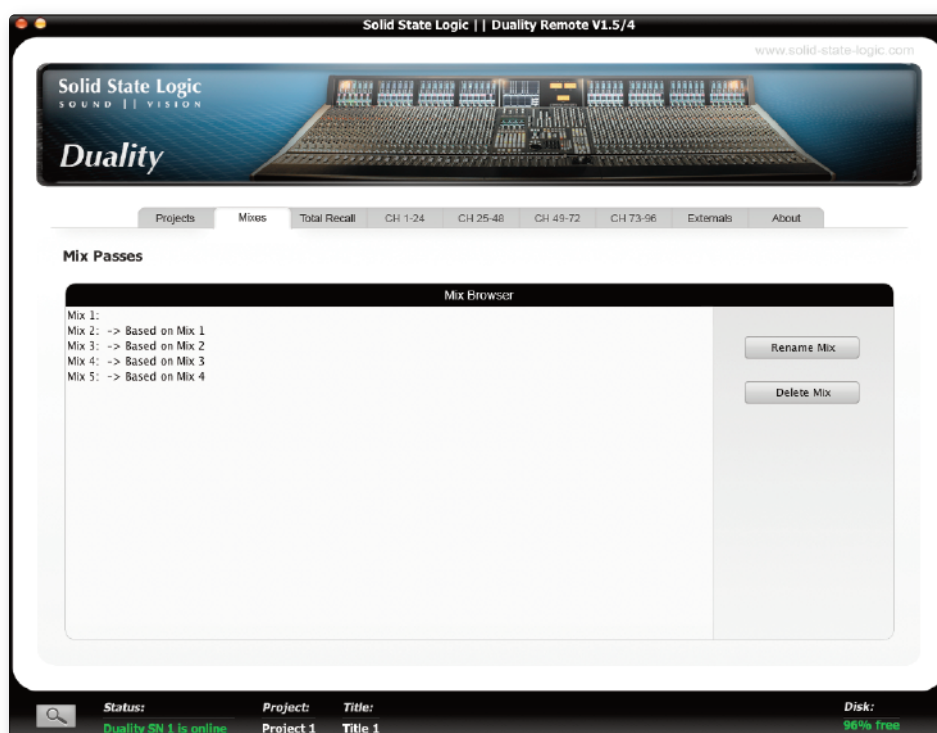 Solid State Logic || Duality Remote V1.5/4
www.solid-state-logic.com
Solid State Logic
SOUND || VISION
Duality
Projects Mixes Total Recall CH 1-24 CH 25-48 CH 49-72 CH 73-96 Externals About
Mix Passes
Mix Browser
Mix 1:
Mix 2: -> Based on Mix 1
Mix 3: -> Based on Mix 2
Mix 4: -> Based on Mix 3
Mix 5: -> Based on Mix 4
Rename Mix
Delete Mix
Status: Project: Title: Disk:
Duality SN 1 is online Project 1 Title 1 96% free